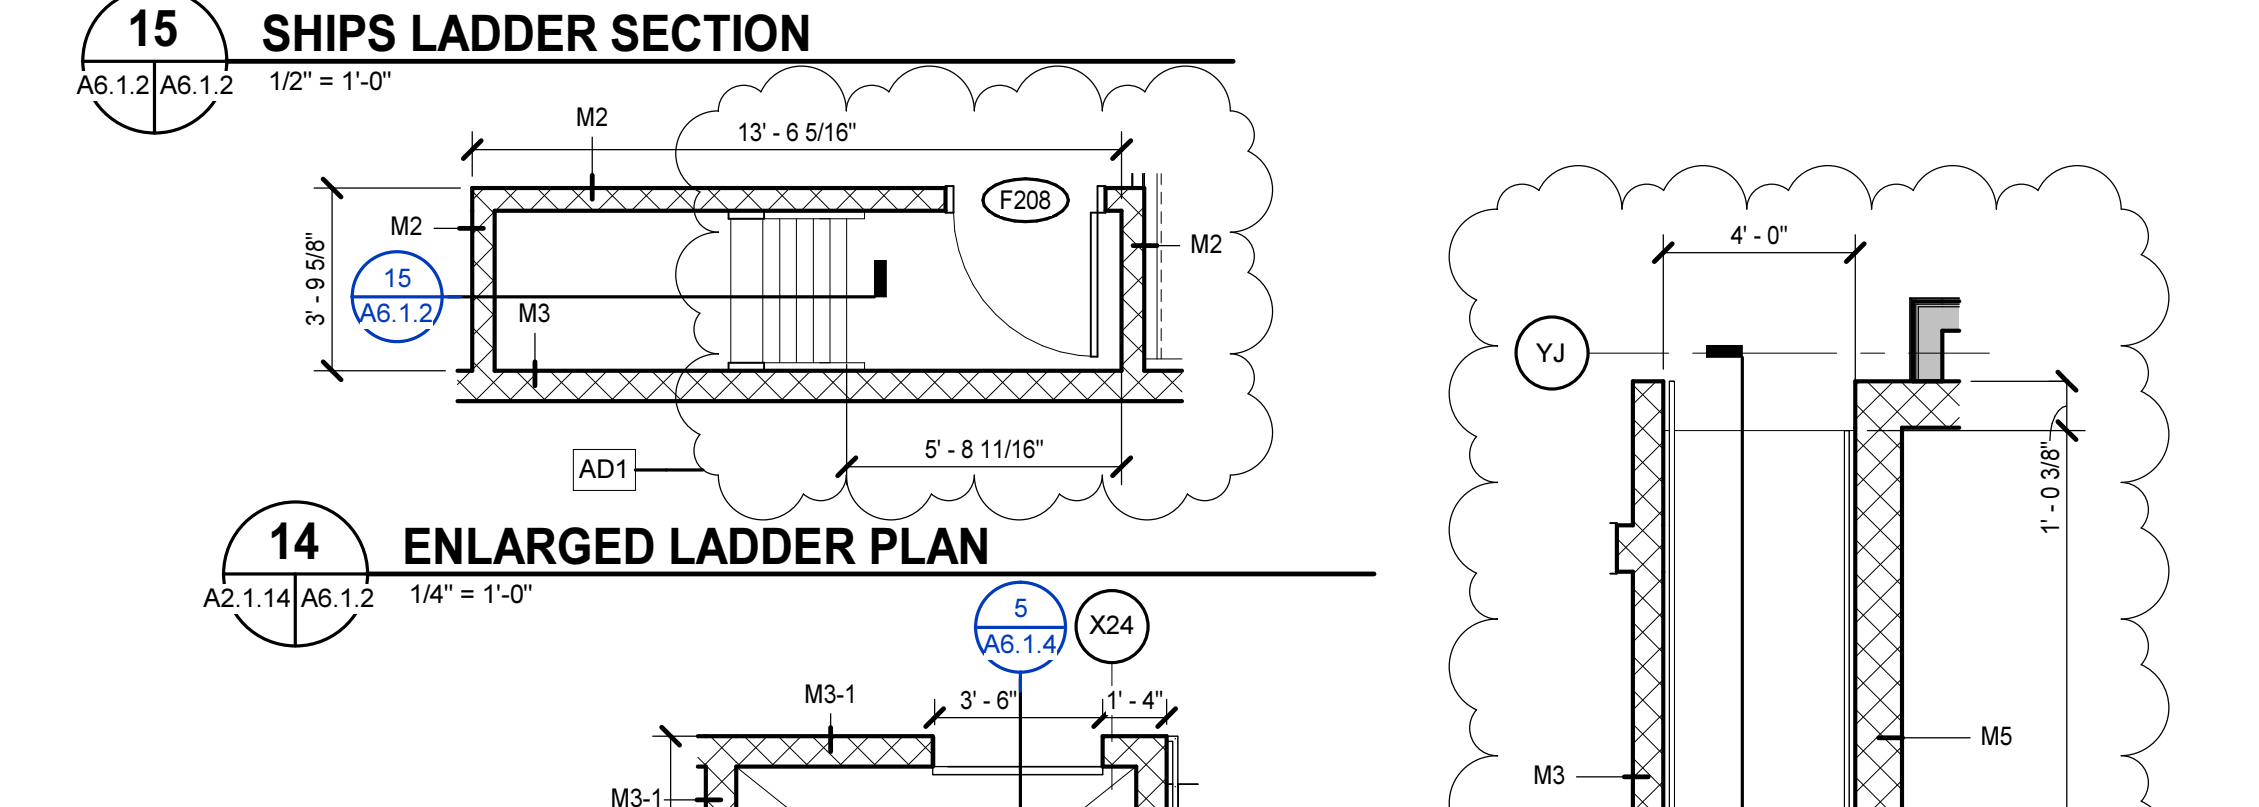 15
SHIPS LADDER SECTION
A6.1.2 A6.1.2
1/2" = 1'-0"
M2
13' - 6 5/16"
F208
M2
M2
3' - 9 5/8"
15
A6.1.2
M3
AD1
5' - 8 11/16"
14
ENLARGED LADDER PLAN
A2.1.14 A6.1.2
1/4" = 1'-0"
5
A6.1.4
X24
M3-1
3' - 6"
1' - 4"
M3-1
4' - 0"
YJ
1' - 0 3/8"
M5
M3